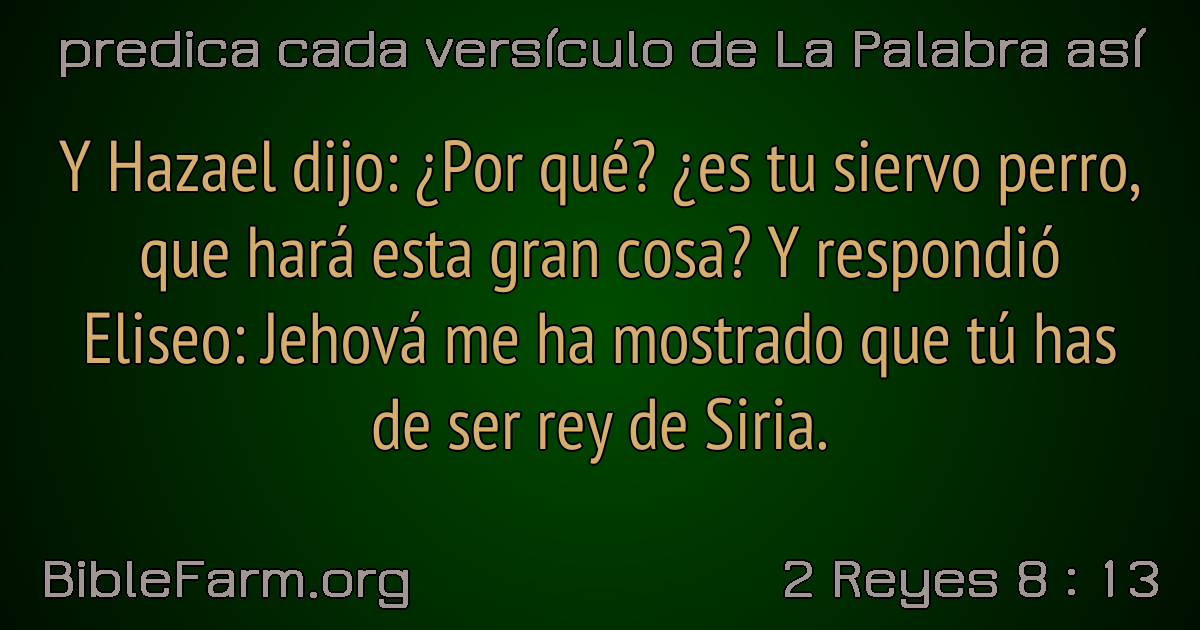 predica cada versículo de La Palabra así
Y Hazael dijo: ¿Por qué? ¿es tu siervo perro,
que hará esta gran cosa? Y respondió
Eliseo: Jehová me ha mostrado que tú has
de ser rey de Siria.
BibleFarm.org
2 Reyes 8 : 13